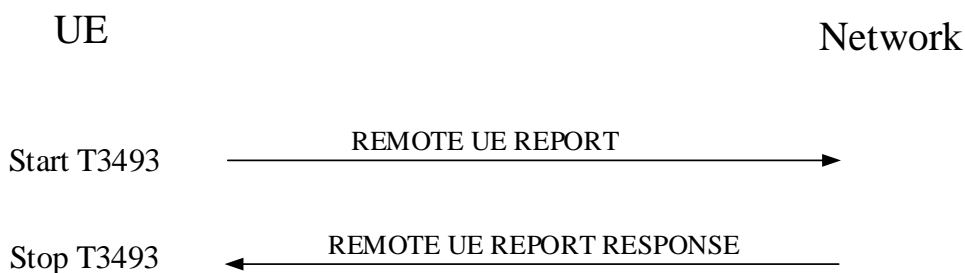 UE
Network
Start T3493
REMOTE UE REPORT
Stop T3493
REMOTE UE REPORT RESPONSE